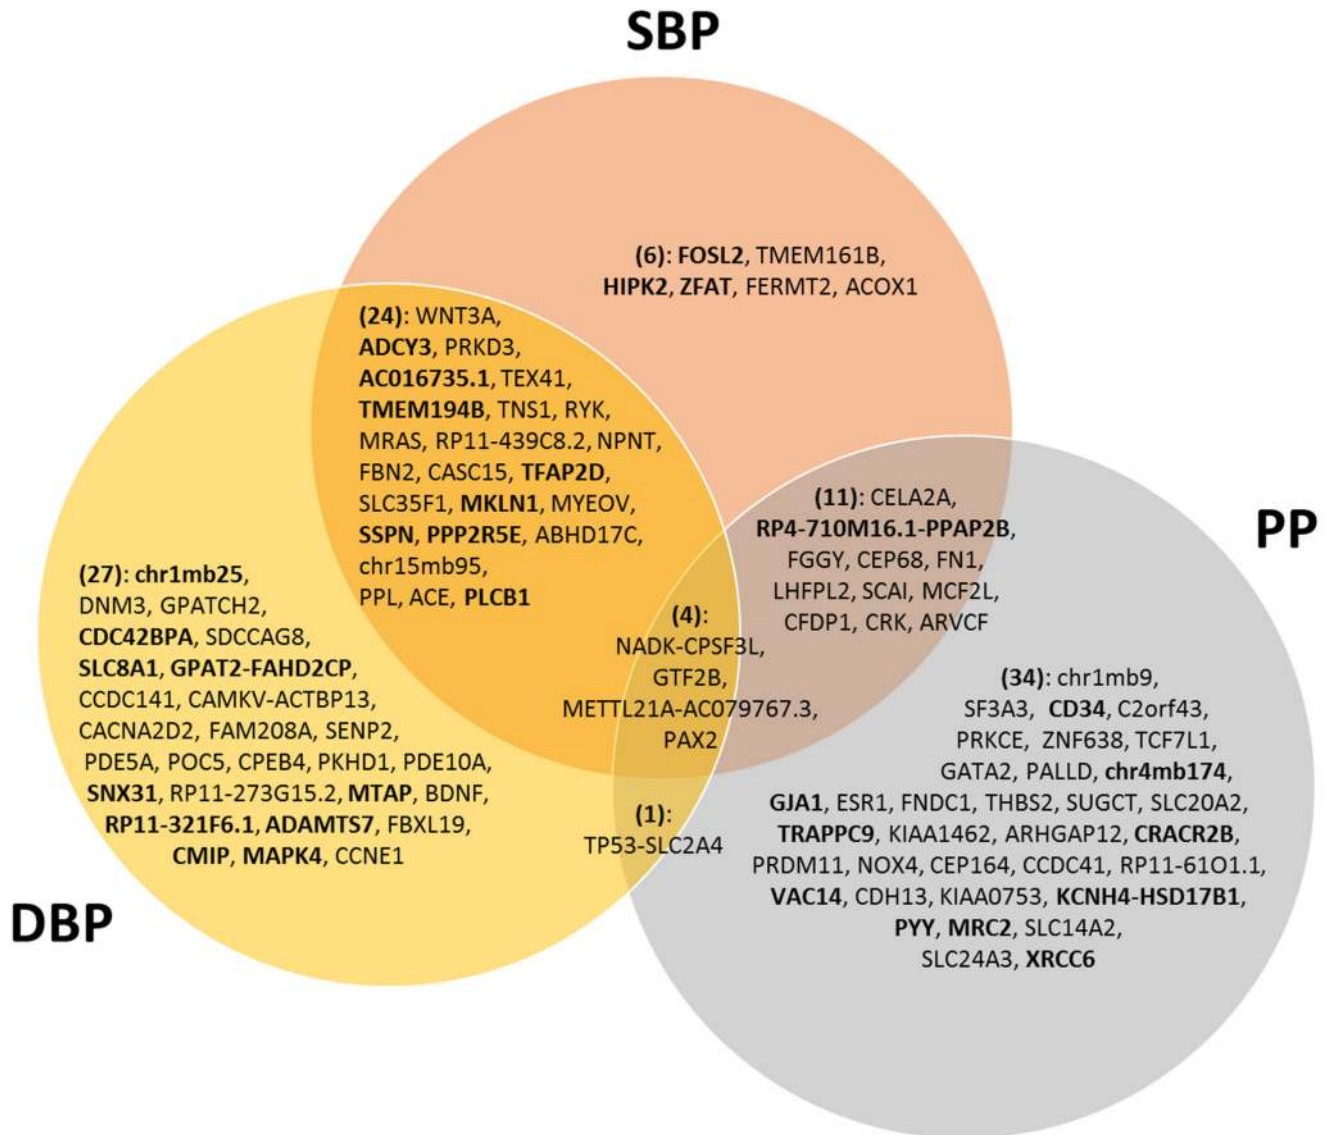 SBP
(6): FOSL2, TMEM161B,
HIPK2, ZFAT, FERMT2, ACOX1
(24): WNT3A,
ADCY3, PRKD3,
AC016735.1, TEX41,
TMEM194B, TNS1, RYK,
MRAS, RP11-439C8.2, NPNT,
FBN2, CASC15, TFAP2D,
SLC35F1, MKLN1, MYEOV,
SSPN, PPP2R5E, ABHD17C,
chr15mb95,
PPL, ACE, PLCB1
(11): CELA2A,
RP4-710M16.1-PPAP2B,
FGGY, CEP68, FN1,
LHFPL2, SCAI, MCF2L,
CFDP1, CRK, ARVCF
PP
(27): chr1mb25,
DNM3, GPATCH2,
CDC42BPA, SDCCAG8,
SLC8A1, GPAT2-FAHD2CP,
CCDC141, CAMKV-ACTBP13,
CACNA2D2, FAM208A, SENP2,
PDE5A, POC5, CPEB4, PKHD1, PDE10A,
SNX31, RP11-273G15.2, MTAP, BDNF,
RP11-321F6.1, ADAMTS7, FBXL19,
CMIP, MAPK4, CCNE1
(4):
NADK-CPSF3L,
GTF2B,
METTL21A-AC079767.3,
PAX2
(1):
TP53-SLC2A4
(34): chr1mb9,
SF3A3, CD34, C2orf43,
PRKCE, ZNF638, TCF7L1,
GATA2, PALLD, chr4mb174,
GJA1, ESR1, FNDC1, THBS2, SUGCT, SLC20A2,
TRAPPC9, KIAA1462, ARHGAP12, CRACR2B,
PRDM11, NOX4, CEP164, CCDC41, RP11-61O1.1,
VAC14, CDH13, KIAA0753, KCNH4-HSD17B1,
PYY, MRC2, SLC14A2,
SLC24A3, XRCC6
DBP